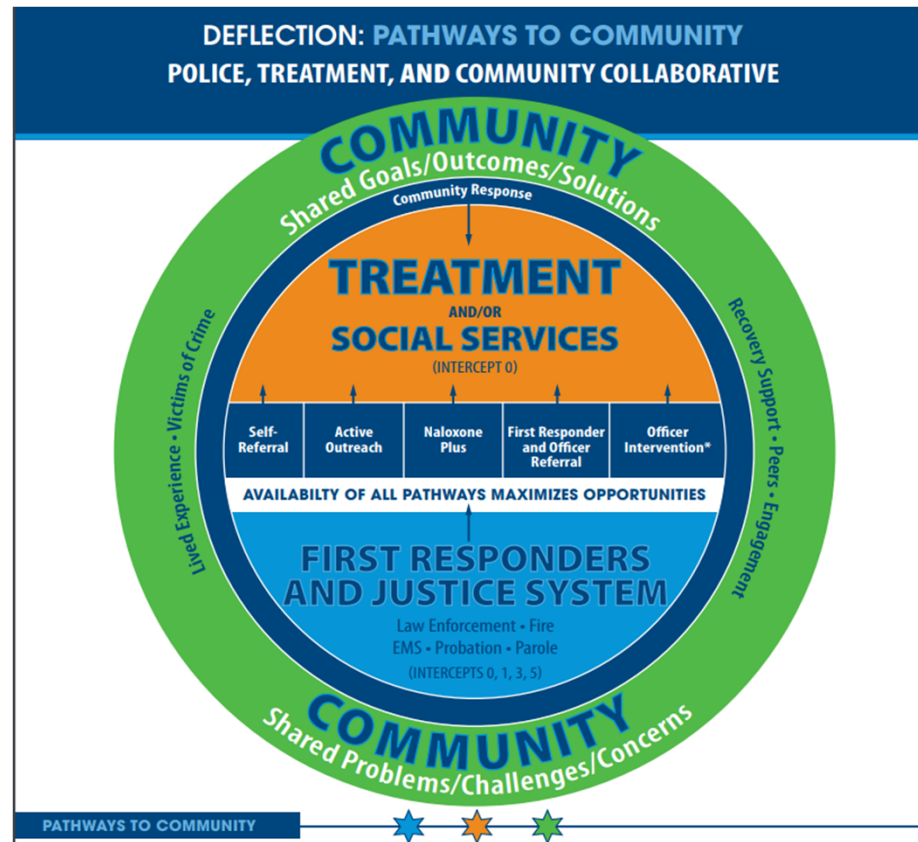 DEFLECTION: PATHWAYS TO COMMUNITY
POLICE, TREATMENT, AND COMMUNITY COLLABORATIVE
COMMUNITY
Shared Goals/Outcomes/Solutions
Community Response
Lived Experience • Victims of Crime
Recovery Support • Peers • Engagement
TREATMENT
AND/OR
SOCIAL SERVICES
(INTERCEPT 0)
Self-
Referral
Active
Outreach
Naloxone
Plus
First Responder
and Officer
Referral
Officer
Intervention*
AVAILABILTY OF ALL PATHWAYS MAXIMIZES OPPORTUNITIES
FIRST RESPONDERS
AND JUSTICE SYSTEM
Law Enforcement • Fire
EMS • Probation • Parole
(INTERCEPTS 0, 1, 3, 5)
COMMUNITY
Shared Problems/Challenges/Concerns
PATHWAYS TO COMMUNITY